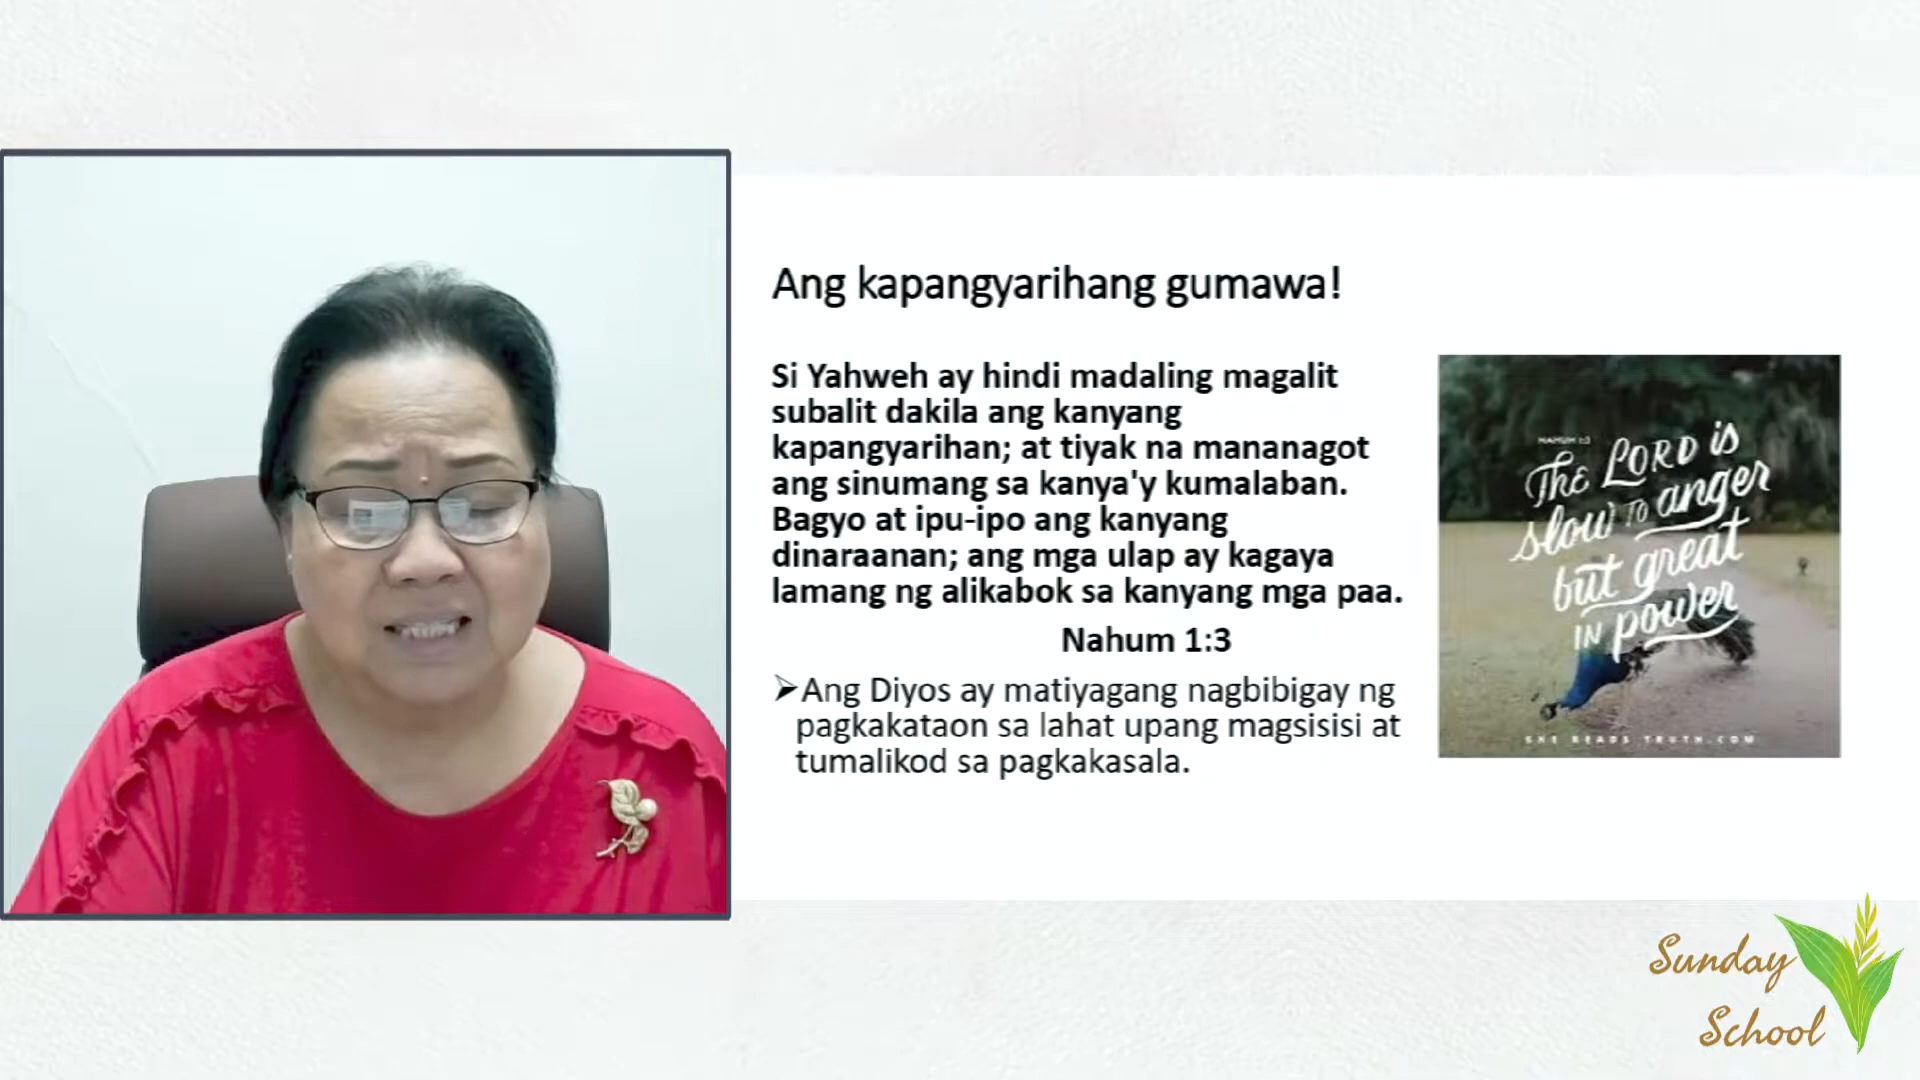 Ang kapangyarihang gumawa!
Si Yahweh ay hindi madaling magalit
subalit dakila ang kanyang
kapangyarihan; at tiyak na mananagot
ang sinumang sa kanya'y kumalaban.
Bagyo at ipu-ipo ang kanyang
dinaraanan; ang mga ulap ay kagaya
lamang ng alikabok sa kanyang mga paa.
Nahum 1:3
➢Ang Diyos ay matiyagang nagbibigay ng
pagkakataon sa lahat upang magsisisi at
tumalikod sa pagkakasala.
NAHUM 1:3
The LORD is
slow TO anger
but great
IN power
SHE READS TRUTH.COM
Sunday
School